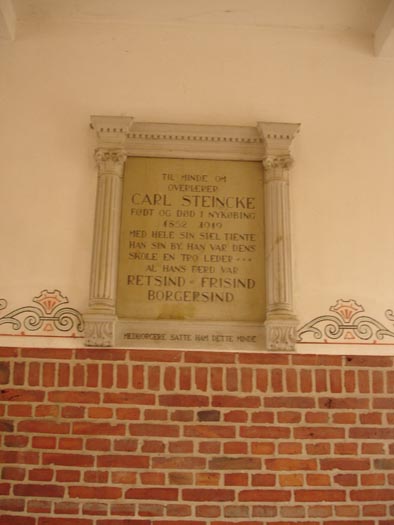 TIL MINDE OM
OVERLÆRER
CARL STEINCKE
FØDT OG DØD I NYKØBING
1852 1919
MED HELE SIN SJEL TJENTE
HAN SIN BY. HAN VAR DENS
SKOLE EN TRO LEDER · · ·
AL HANS FÆRD VAR
RETSIND - FRISIND
BORGERSIND
MEDBORGERE SATTE HAM DETTE MINDE